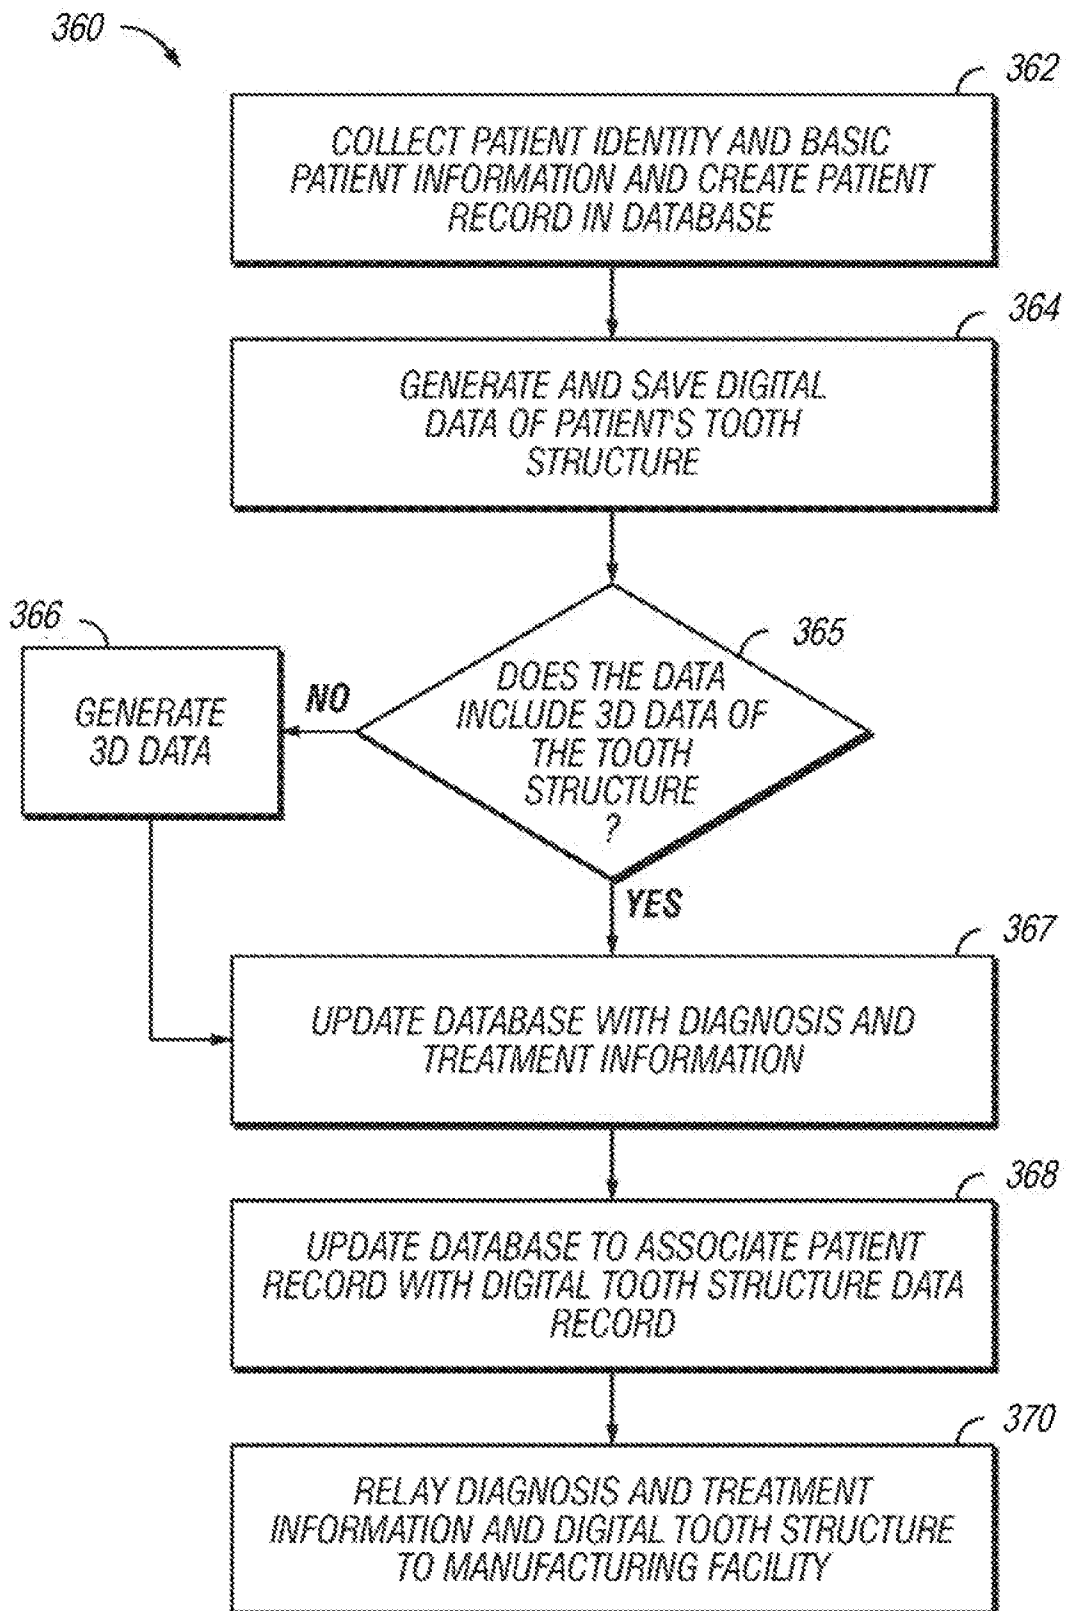 360
362
COLLECT PATIENT IDENTITY AND BASIC
PATIENT INFORMATION AND CREATE PATIENT
RECORD IN DATABASE
364
GENERATE AND SAVE DIGITAL
DATA OF PATIENT'S TOOTH
STRUCTURE
365
DOES THE DATA
INCLUDE 3D DATA OF
THE TOOTH
STRUCTURE
?
NO
366
GENERATE
3D DATA
YES
367
UPDATE DATABASE WITH DIAGNOSIS AND
TREATMENT INFORMATION
368
UPDATE DATABASE TO ASSOCIATE PATIENT
RECORD WITH DIGITAL TOOTH STRUCTURE DATA
RECORD
370
RELAY DIAGNOSIS AND TREATMENT
INFORMATION AND DIGITAL TOOTH STRUCTURE
TO MANUFACTURING FACILITY